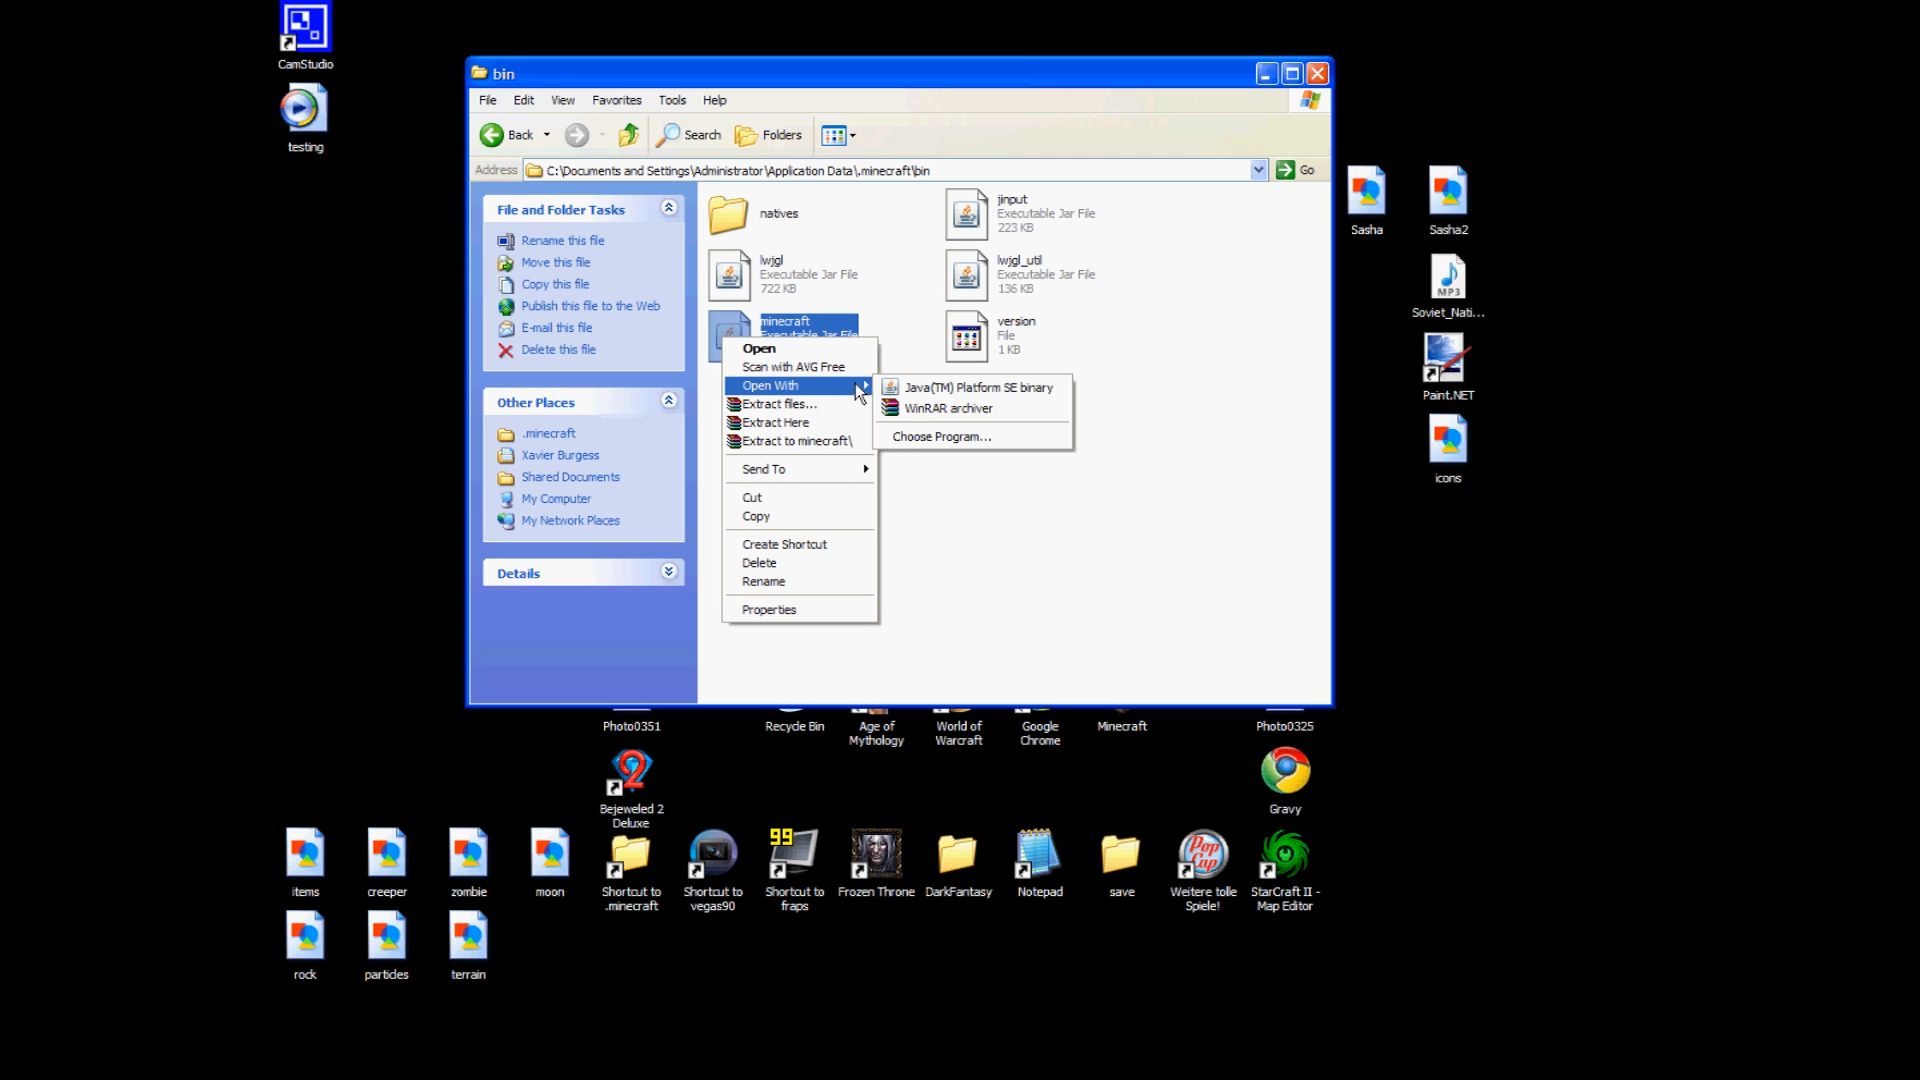 CamStudio
testing
bin
File Edit View Favorites Tools Help
Back Search Folders
Address C:\Documents and Settings\Administrator\Application Data\.minecraft\bin Go
File and Folder Tasks
Rename this file
Move this file
Copy this file
Publish this file to the Web
E-mail this file
Delete this file
Other Places
.minecraft
Xavier Burgess
Shared Documents
My Computer
My Network Places
Details
natives
jinput
Executable Jar File
223 KB
lwjgl
Executable Jar File
722 KB
lwjgl_util
Executable Jar File
136 KB
minecraft
Executable Jar File
version
File
1 KB
Open
Scan with AVG Free
Open With
Extract files...
Extract Here
Extract to minecraft\
Send To
Cut
Copy
Create Shortcut
Delete
Rename
Properties
Java(TM) Platform SE binary
WinRAR archiver
Choose Program...
Sasha
Sasha2
MP3
Soviet_Nati...
Paint.NET
icons
Photo0351
Recycle Bin
Age of
Mythology
World of
Warcraft
Google
Chrome
Minecraft
Photo0325
2
Bejeweled 2
Deluxe
Gravy
items
creeper
zombie
moon
Shortcut to
.minecraft
Shortcut to
vegas90
99
Shortcut to
fraps
Frozen Throne
DarkFantasy
Notepad
save
Pop
Cap
Weitere tolle
Spiele!
StarCraft II -
Map Editor
rock
particles
terrain